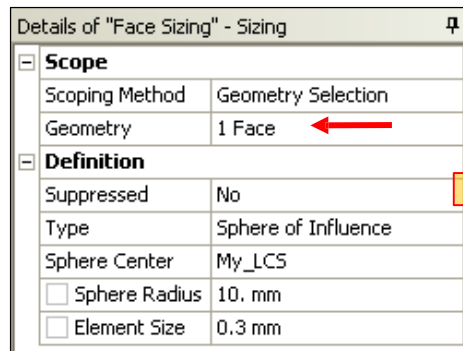 Details of "Face Sizing" - Sizing
Scope
Scoping Method Geometry Selection
Geometry 1 Face
Definition
Suppressed No
Type Sphere of Influence
Sphere Center My_LCS
Sphere Radius 10. mm
Element Size 0.3 mm